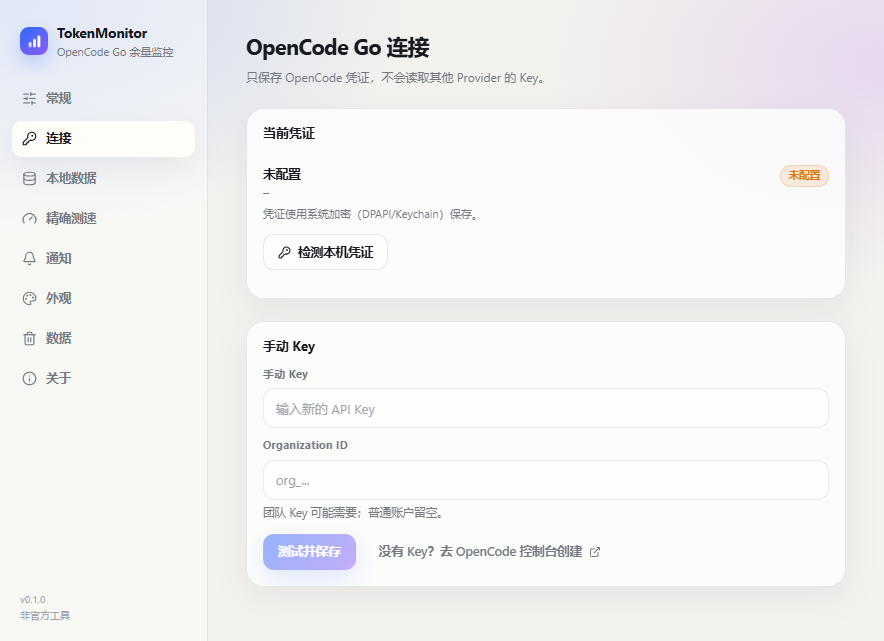 TokenMonitor
OpenCode Go 余量监控
常规
连接
本地数据
精确测速
通知
外观
数据
关于
v0.1.0
非官方工具
OpenCode Go 连接
只保存 OpenCode 凭证，不会读取其他 Provider 的 Key。
当前凭证
未配置
未配置
–
凭证使用系统加密（DPAPI/Keychain）保存。
检测本机凭证
手动 Key
手动 Key
输入新的 API Key
Organization ID
org_...
团队 Key 可能需要；普通账户留空。
测试并保存
没有 Key？去 OpenCode 控制台创建